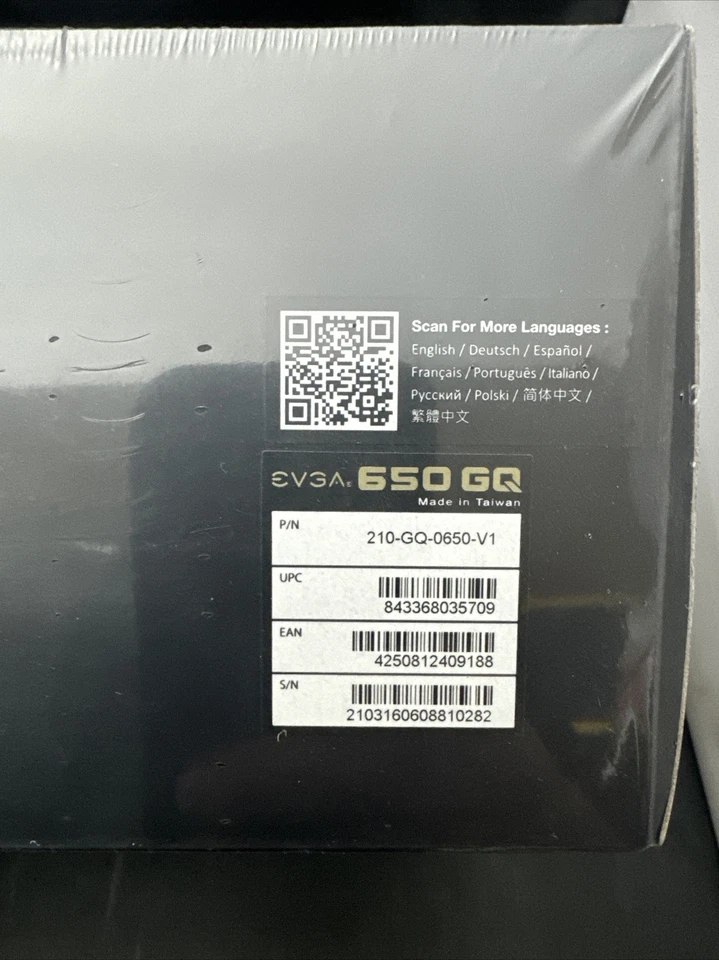 Scan For More Languages :
English / Deutsch / Español /
Français / Português / Italiano /
Русский / Polski / 简体中文 /
繁體中文
EVGA® 650 GQ
Made in Taiwan
P/N
210-GQ-0650-V1
UPC
843368035709
EAN
4250812409188
S/N
2103160608810282